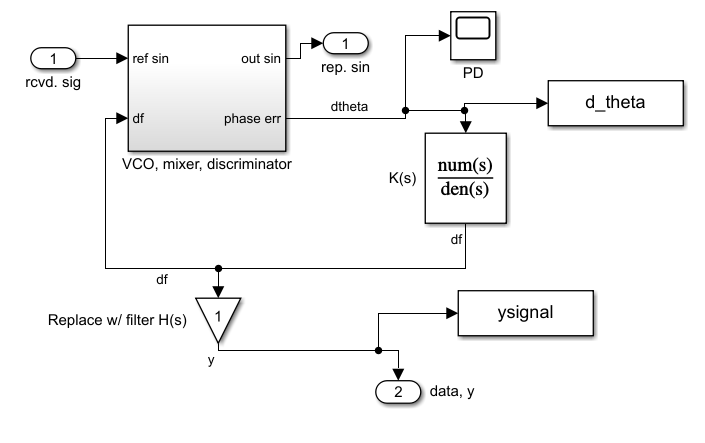 1
rcvd. sig
ref sin
out sin
df
phase err
VCO, mixer, discriminator
1
rep. sin
PD
dtheta
d_theta
K(s)
num(s)
den(s)
df
df
Replace w/ filter H(s)
1
y
ysignal
2
data, y